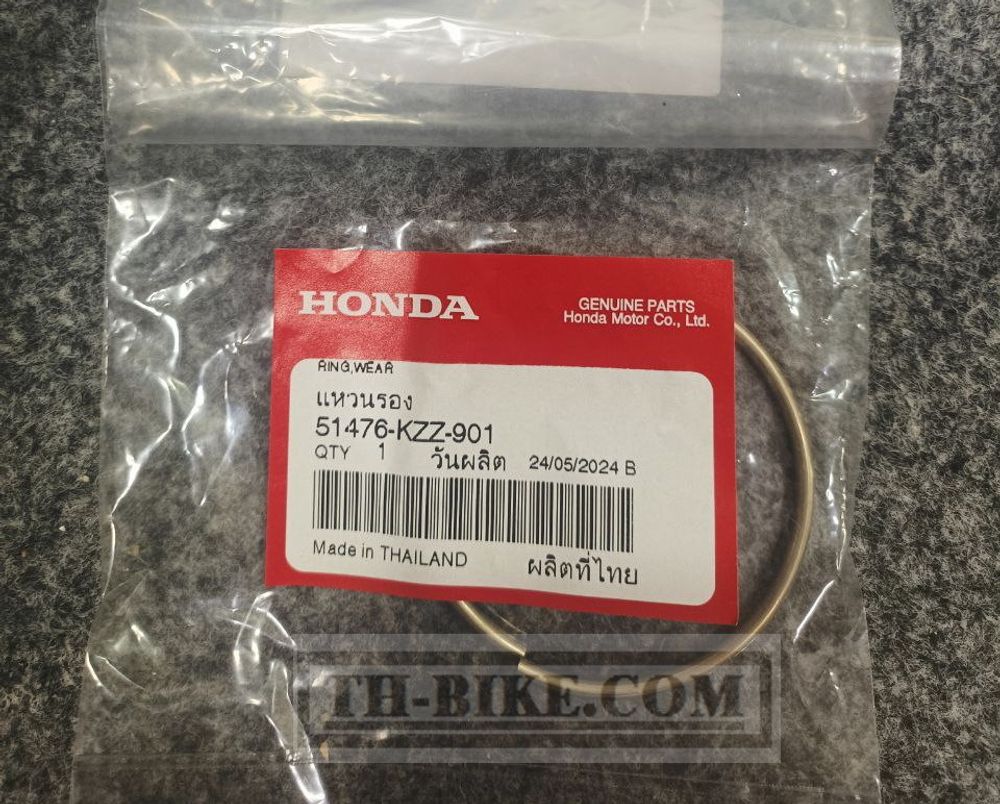 HONDA
GENUINE PARTS
Honda Motor Co., Ltd.
RING,WEAR
แหวนรอง
51476-KZZ-901
QTY 1 วันผลิต 24/05/2024 B
Made in THAILAND ผลิตที่ไทย
TH-BIKE.COM